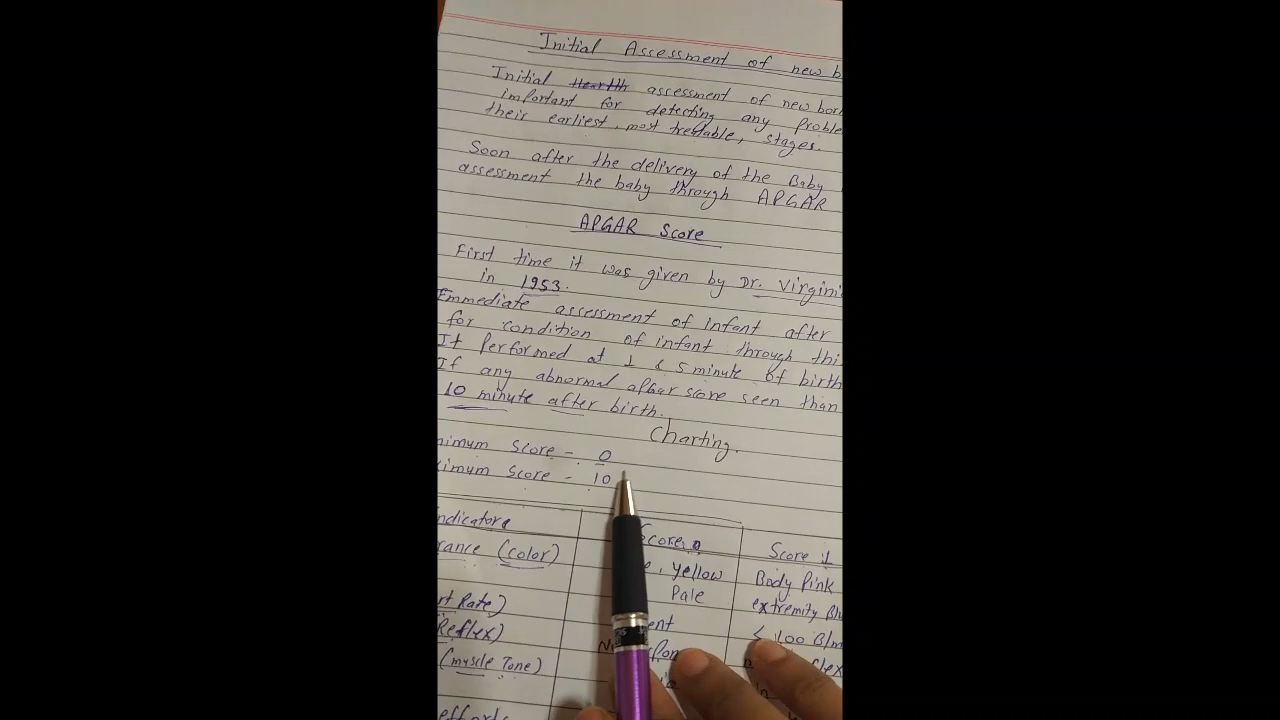 Initial Assessment of new b
Initial Health assessment of new born
important for detecting any proble
their earliest, most treatable, stages.
Soon after the delivery of the Baby
assessment the baby through APGAR
APGAR Score
First time it was given by Dr. Virgini
in 1953.
Immediate assessment of infant after
for condition of infant through thi
It Performed at 1 & 5 minute of birth
If any abnormal apgar score seen than
10 minute after birth.
Charting.
nimum Score - 0
ximum Score - 10
ndicators Score 0 Score 1
rance (color) , yellow Body Pink
Pale extremity Blu
rt Rate) ent < 100 B/m
Reflex)
(muscle Tone)
efforts